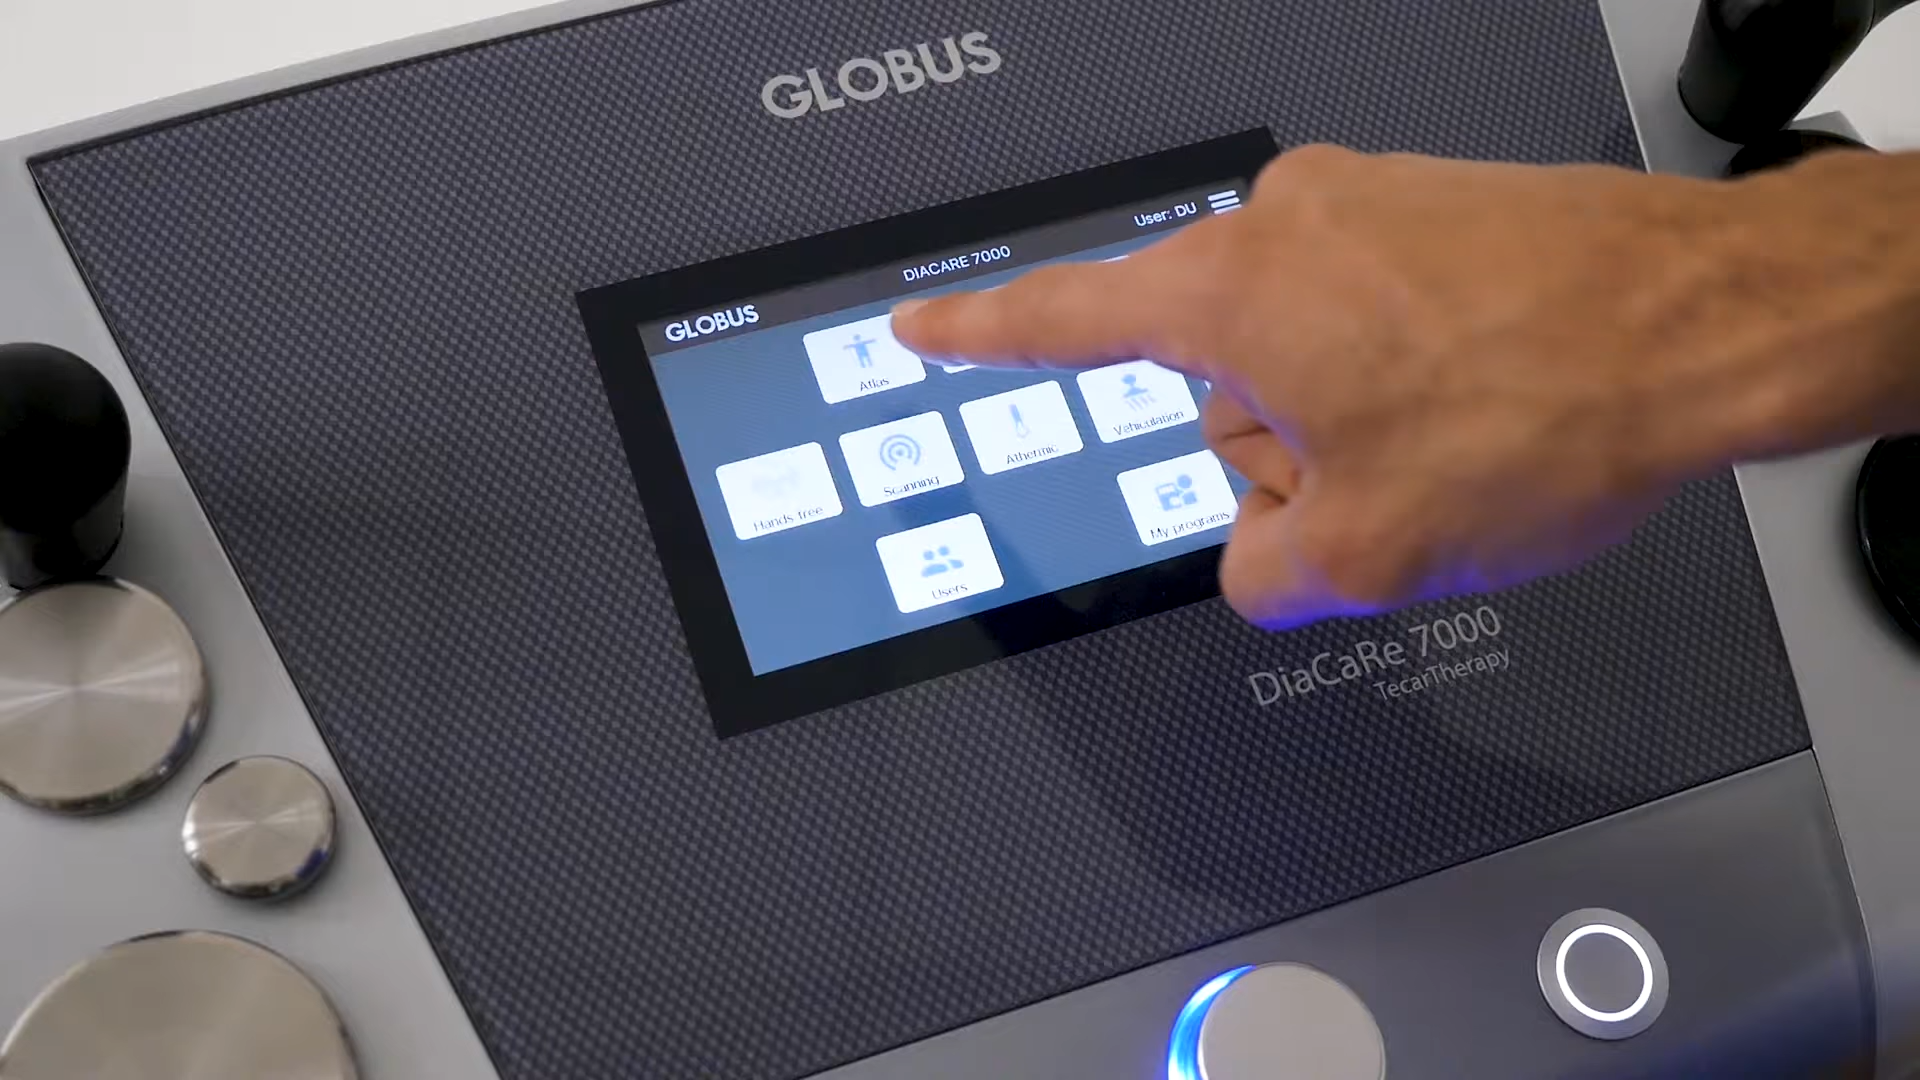 GLOBUS
User: DU
DIACARE 7000
GLOBUS
Atlas
Vehiculation
Athermic
Scanning
Hands free
My programs
Users
DiaCaRe 7000
TecarTherapy